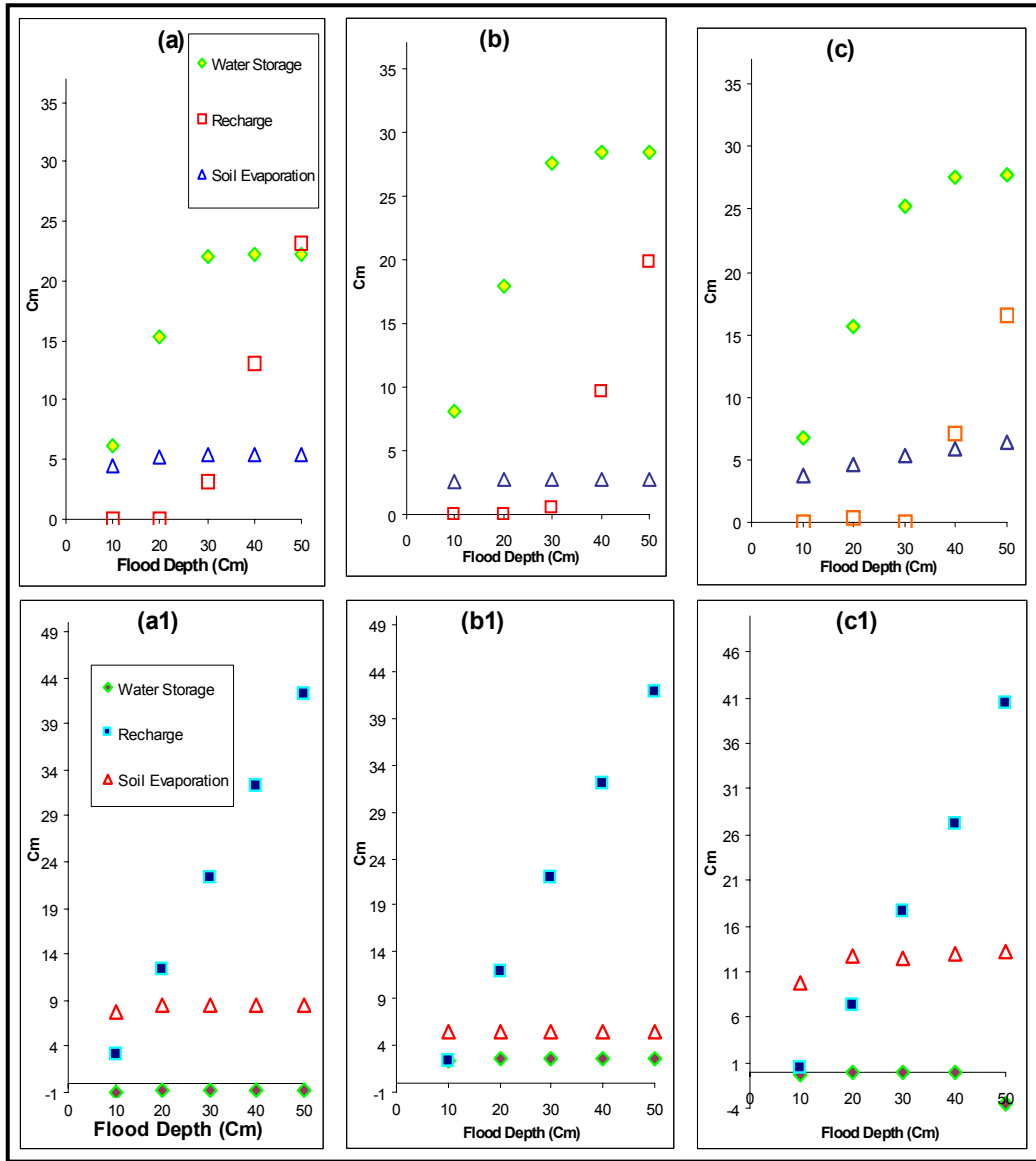 (a)
Water Storage
Recharge
Soil Evaporation
35
30
25
20
15
10
5
0
Cm
0 10 20 30 40 50
Flood Depth (Cm)
(b)
35
30
25
20
15
10
5
0
Cm
0 10 20 30 40 50
Flood Depth (Cm)
(c)
35
30
25
20
15
10
5
0
Cm
0 10 20 30 40 50
Flood Depth (Cm)
(a1)
Water Storage
Recharge
Soil Evaporation
49
44
39
34
29
24
19
14
9
4
-1
Cm
0 10 20 30 40 50
Flood Depth (Cm)
(b1)
49
44
39
34
29
24
19
14
9
4
-1
Cm
0 10 20 30 40 50
Flood Depth (Cm)
(c1)
46
41
36
31
26
21
16
11
6
1
-4
Cm
0 10 20 30 40 50
Flood Depth (Cm)